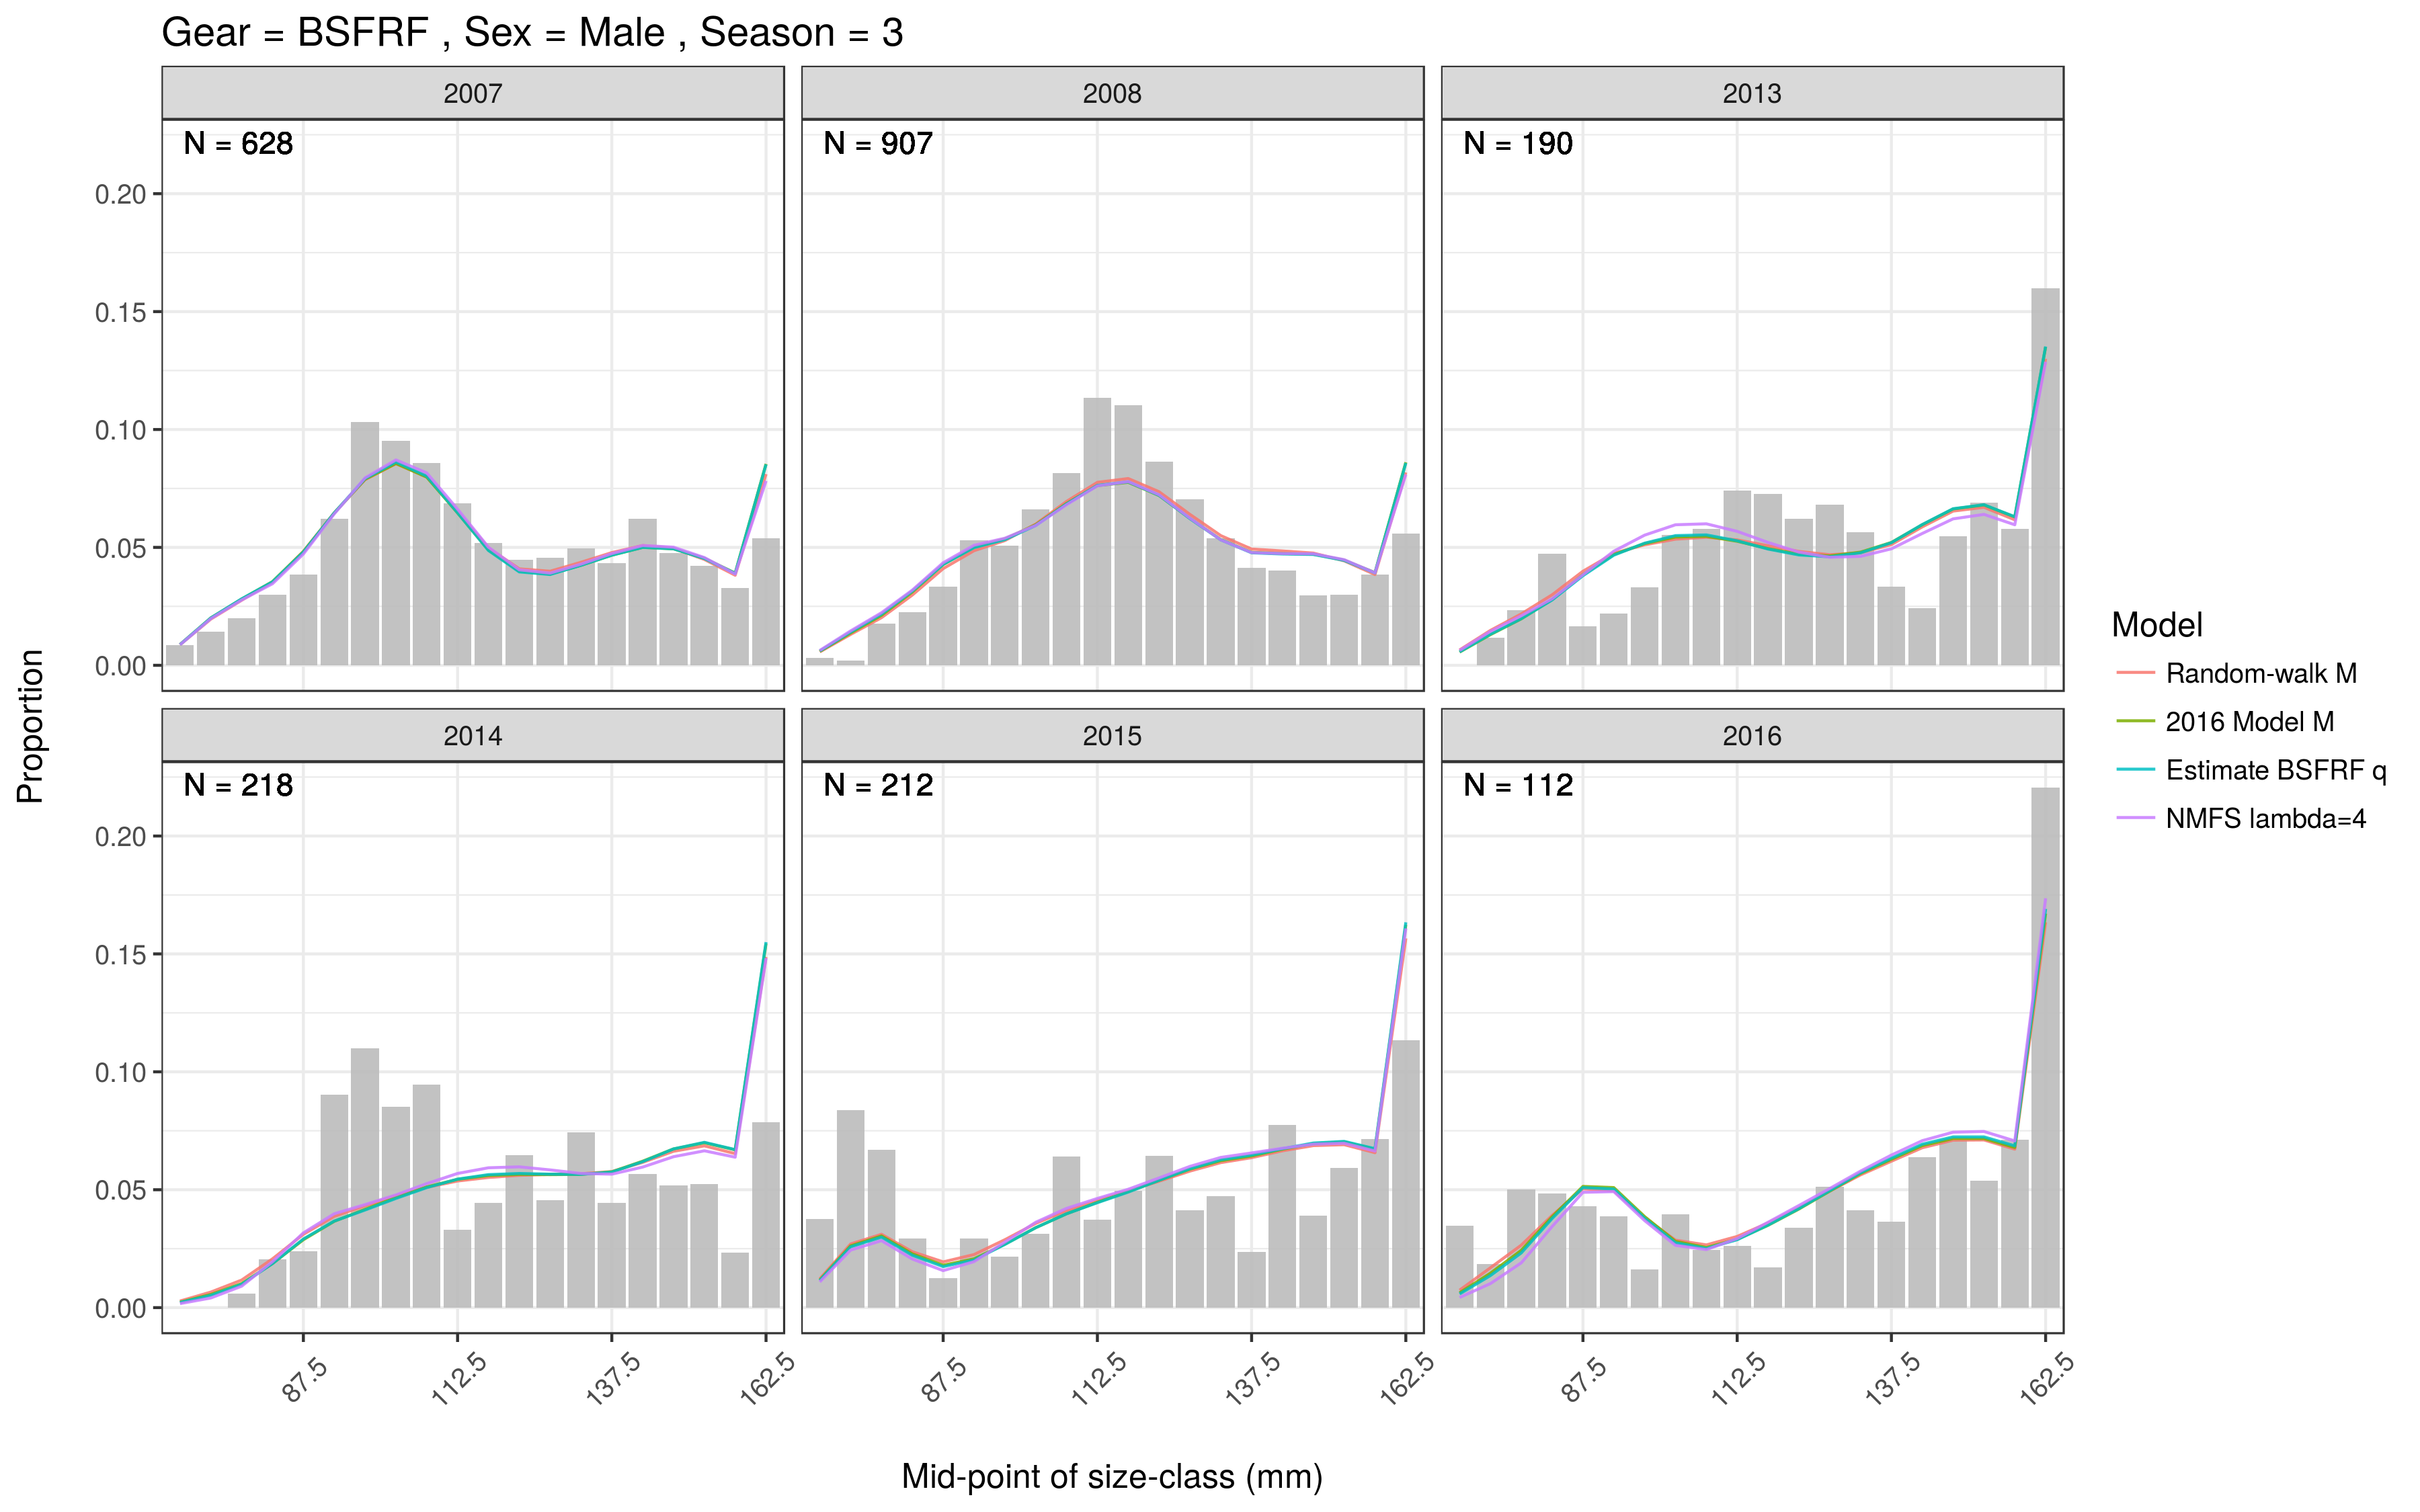 Gear = BSFRF , Sex = Male , Season = 3
2007
2008
2013
N = 628
N = 907
N = 190
0.20
0.15
0.10
0.05
0.00
2014
2015
2016
N = 218
N = 212
N = 112
0.20
0.15
0.10
0.05
0.00
87.5
112.5
137.5
162.5
87.5
112.5
137.5
162.5
87.5
112.5
137.5
162.5
Proportion
Mid-point of size-class (mm)
Model
Random-walk M
2016 Model M
Estimate BSFRF q
NMFS lambda=4